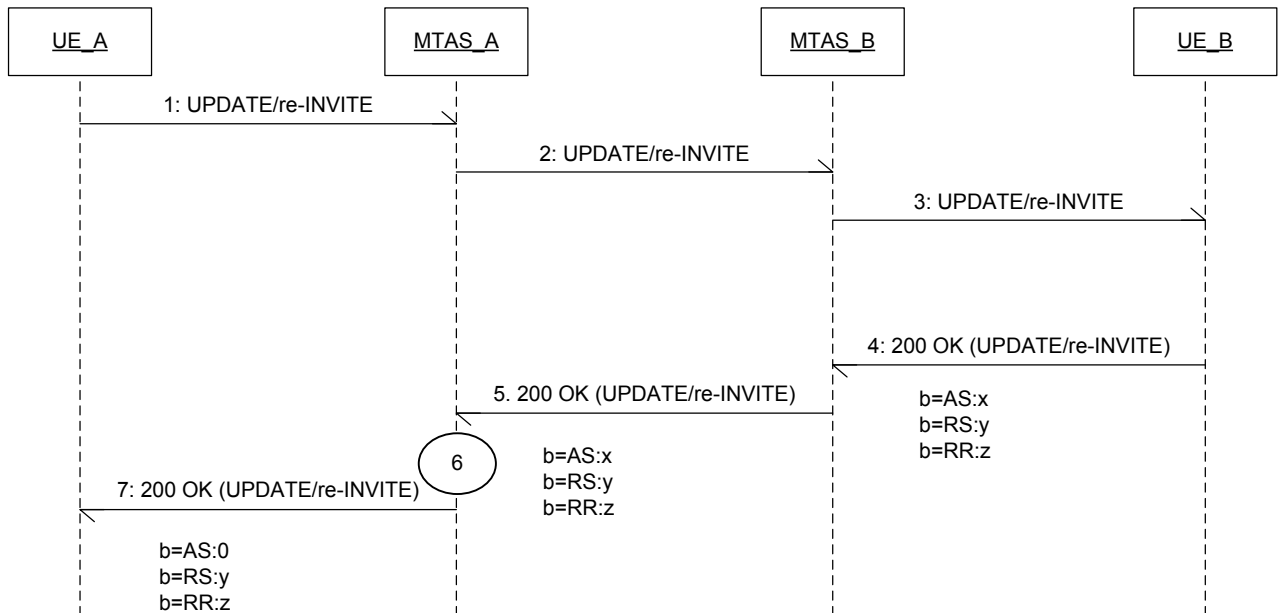 UE_A
MTAS_A
MTAS_B
UE_B
1: UPDATE/re-INVITE
2: UPDATE/re-INVITE
3: UPDATE/re-INVITE
4: 200 OK (UPDATE/re-INVITE)
b=AS:x
b=RS:y
b=RR:z
5. 200 OK (UPDATE/re-INVITE)
b=AS:x
b=RS:y
b=RR:z
6
7: 200 OK (UPDATE/re-INVITE)
b=AS:0
b=RS:y
b=RR:z